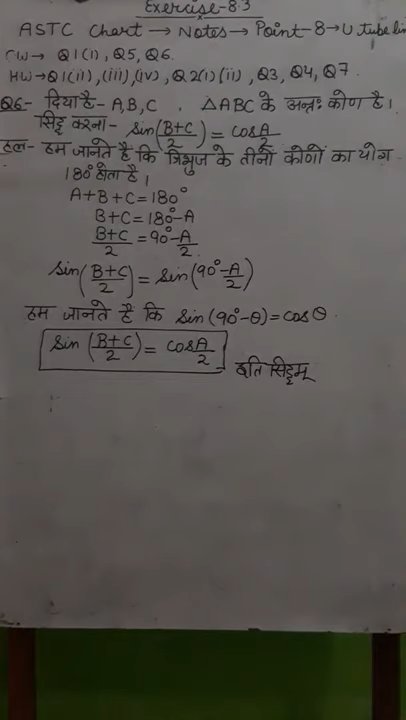 Exercise-8.3
ASTC Chart → Notes → Point-8 → U tube lin
CW → Q1(i), Q5, Q6.
HW → Q1(ii), (iii), (iv), Q2(i)(ii), Q3, Q4, Q7.
Q6- दिया है- A, B, C . △ABC के अन्तः कोण है।
सिद्ध करना- sin(B+C/2) = cosA/2
हल- हम जानते है कि त्रिभुज के तीनों कोणों का योग
180° होता है।
A+B+C=180°
B+C=180°-A
B+C/2 = 90°-A/2
sin(B+C/2) = sin(90°-A/2)
हम जानते है कि sin(90°-θ)=cosθ.
sin(B+C/2) = cosA/2 इति सिद्धम्